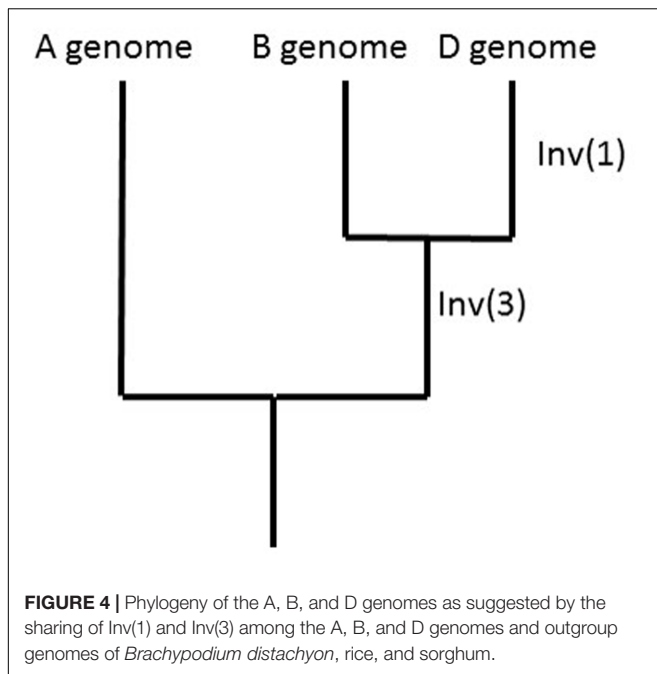 A genome B genome D genome
Inv(1)
Inv(3)
FIGURE 4 | Phylogeny of the A, B, and D genomes as suggested by the
sharing of Inv(1) and Inv(3) among the A, B, and D genomes and outgroup
genomes of Brachypodium distachyon, rice, and sorghum.